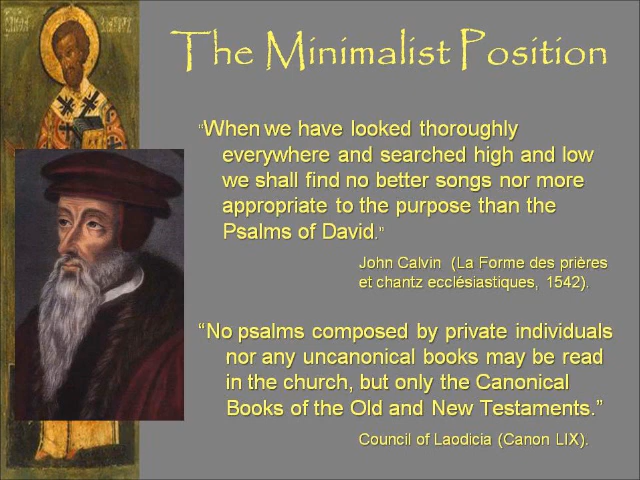 The Minimalist Position
"When we have looked thoroughly
everywhere and searched high and low
we shall find no better songs nor more
appropriate to the purpose than the
Psalms of David."
John Calvin (La Forme des prières
et chantz ecclésiastiques, 1542).
“No psalms composed by private individuals
nor any uncanonical books may be read
in the church, but only the Canonical
Books of the Old and New Testaments.”
Council of Laodicia (Canon LIX).